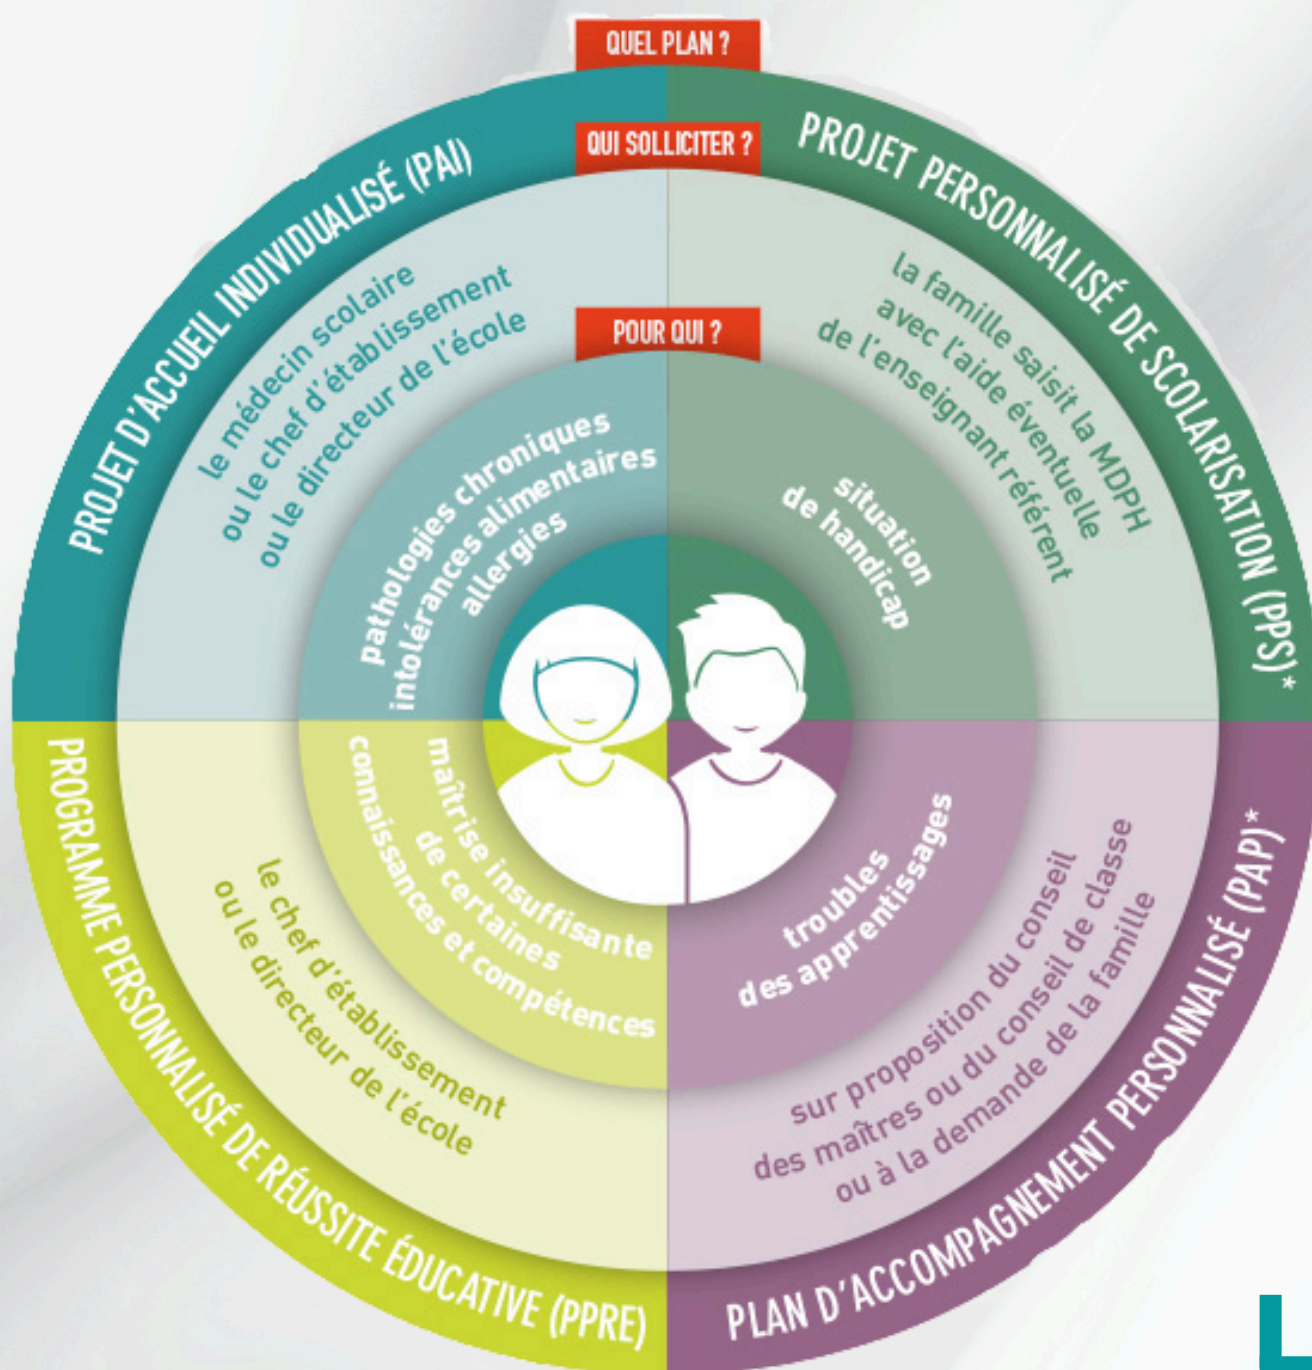 QUEL PLAN ?
QUI SOLLICITER ?
POUR QUI ?
PROJET D'ACCUEIL INDIVIDUALISÉ (PAI)
le médecin scolaire
ou le chef d'établissement
ou le directeur de l'école
pathologies chroniques
intolérances alimentaires
allergies
PROJET PERSONNALISÉ DE SCOLARISATION (PPS)*
la famille saisit la MDPH
avec l'aide éventuelle
de l'enseignant référent
situation
de handicap
PROGRAMME PERSONNALISÉ DE RÉUSSITE ÉDUCATIVE (PPRE)
le chef d'établissement
ou le directeur de l'école
maîtrise insuffisante
de certaines
connaissances et compétences
PLAN D'ACCOMPAGNEMENT PERSONNALISÉ (PAP)*
sur proposition du conseil
des maîtres ou du conseil de classe
ou à la demande de la famille
troubles
des apprentissages
L